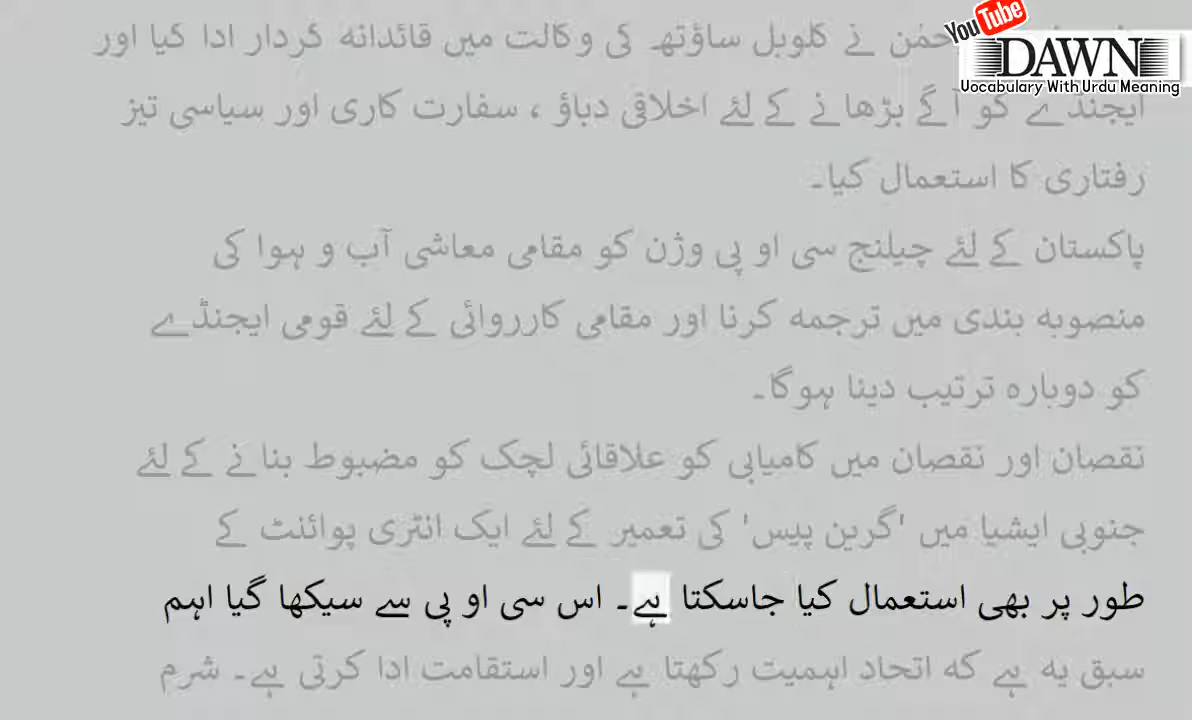 رحمٰن نے گلوبل ساؤتھ کی وکالت میں قائدانہ کردار ادا کیا اور
ایجنڈے کو آگے بڑھانے کے لئے اخلاقی دباؤ ، سفارت کاری اور سیاسی تیز
رفتاری کا استعمال کیا۔
پاکستان کے لئے چیلنج سی او پی وژن کو مقامی معاشی آب و ہوا کی
منصوبہ بندی میں ترجمہ کرنا اور مقامی کارروائی کے لئے قومی ایجنڈے
کو دوبارہ ترتیب دینا ہوگا۔
نقصان اور نقصان میں کامیابی کو علاقائی لچک کو مضبوط بنانے کے لئے
جنوبی ایشیا میں 'گرین پیس' کی تعمیر کے لئے ایک انٹری پوائنٹ کے
طور پر بھی استعمال کیا جاسکتا ہے۔ اس سی او پی سے سیکھا گیا اہم
سبق یہ ہے کہ اتحاد اہمیت رکھتا ہے اور استقامت ادا کرتی ہے۔ شرم
YouTube
DAWN
Vocabulary With Urdu Meaning